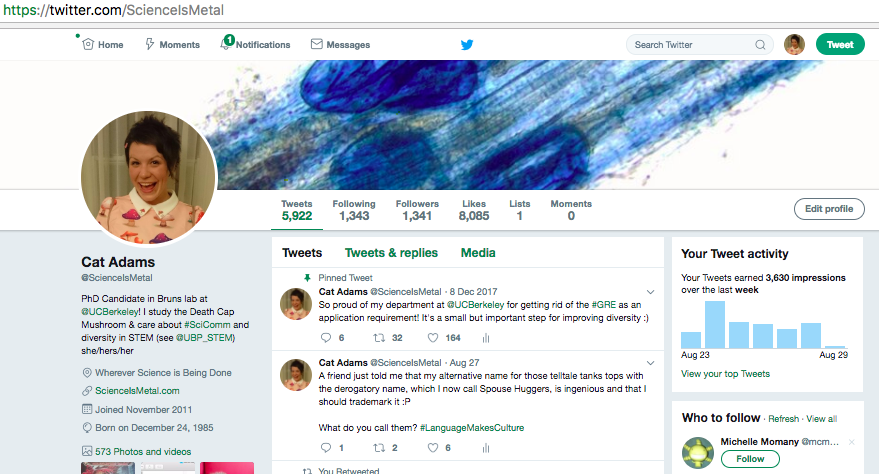 https://twitter.com/ScienceIsMetal
Home Moments 1 Notifications Messages Search Twitter Tweet
Tweets Following Followers Likes Lists Moments
5,922 1,343 1,341 8,085 1 0
Edit profile
Cat Adams
@ScienceIsMetal
PhD Candidate in Bruns lab at
@UCBerkeley! I study the Death Cap
Mushroom & care about #SciComm and
diversity in STEM (see @UBP_STEM)
she/hers/her
Wherever Science is Being Done
ScienceIsMetal.com
Joined November 2011
Born on December 24, 1985
573 Photos and videos
Tweets Tweets & replies Media
Pinned Tweet
Cat Adams @ScienceIsMetal · 8 Dec 2017
So proud of my department at @UCBerkeley for getting rid of the #GRE as an
application requirement! It's a small but important step for improving diversity :)
6 32 164
Cat Adams @ScienceIsMetal · Aug 27
A friend just told me that my alternative name for those telltale tanks tops with
the derogatory name, which I now call Spouse Huggers, is ingenious and that I
should trademark it :P
What do you call them? #LanguageMakesCulture
1 2 6
You Retweeted
Your Tweet activity
Your Tweets earned 3,630 impressions
over the last week
Aug 23 Aug 29
View your top Tweets
Who to follow · Refresh · View all
Michelle Momany @mcm...
Follow